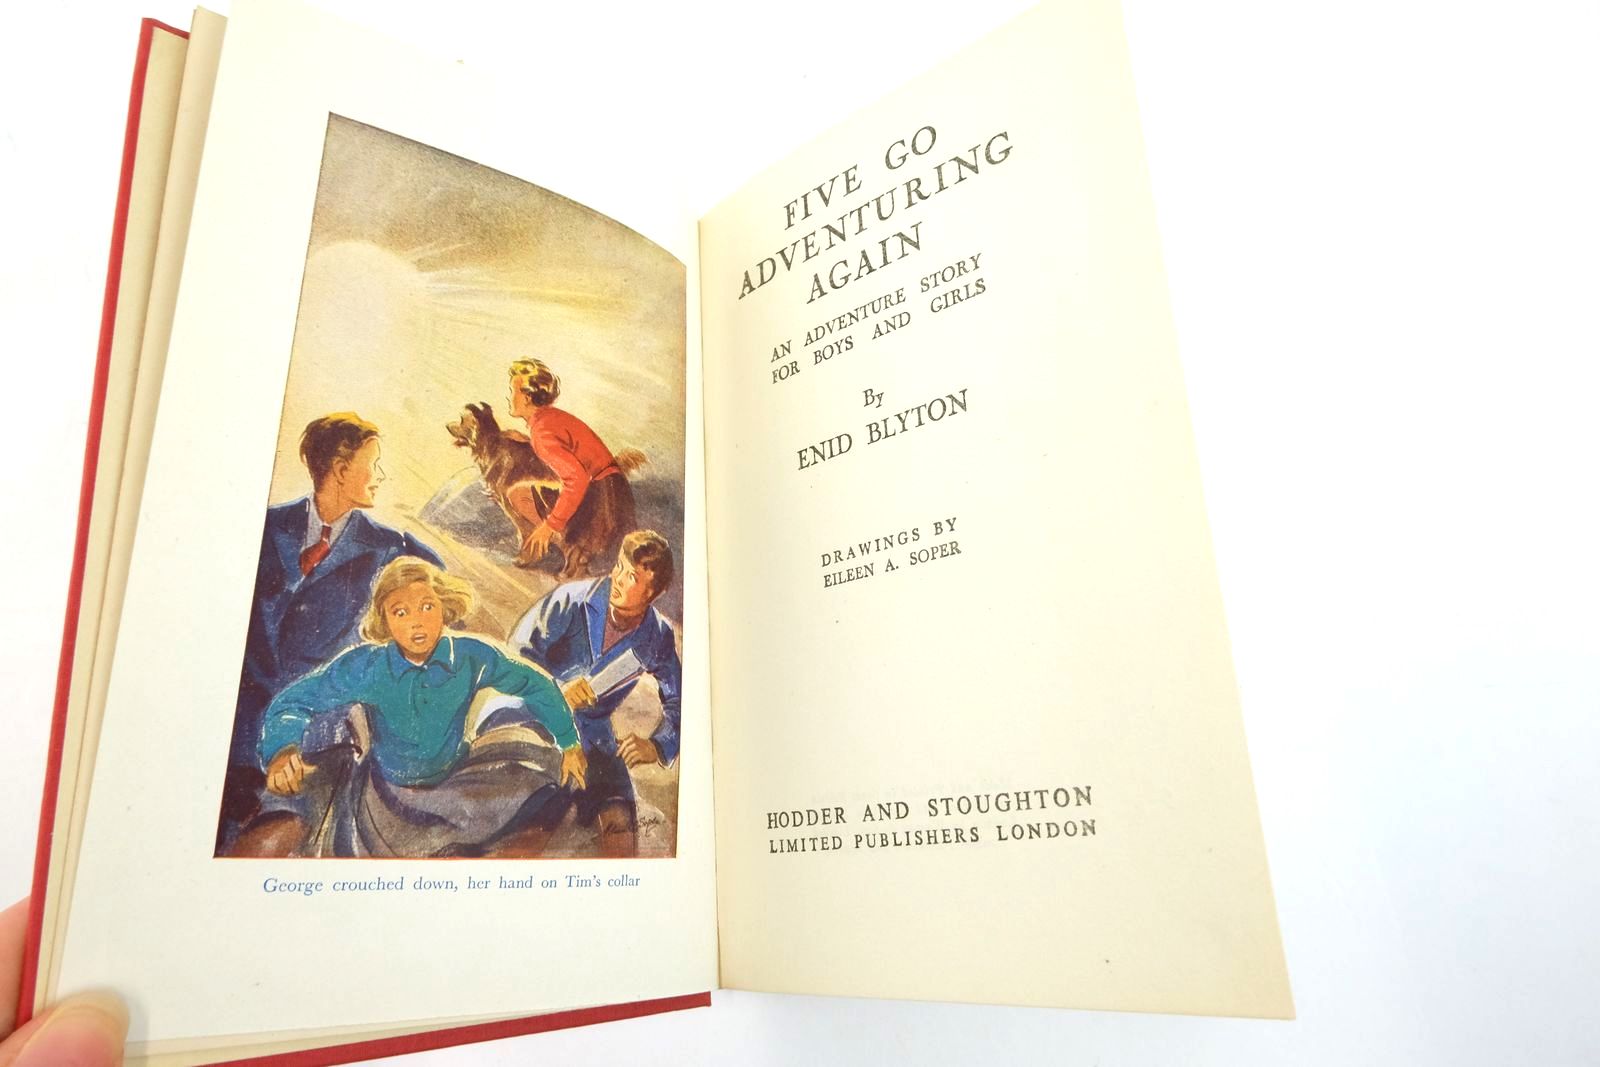 George crouched down, her hand on Tim's collar
FIVE GO
ADVENTURING
AGAIN
AN ADVENTURE STORY
FOR BOYS AND GIRLS
By
ENID BLYTON
DRAWINGS BY
EILEEN A. SOPER
HODDER AND STOUGHTON
LIMITED PUBLISHERS LONDON